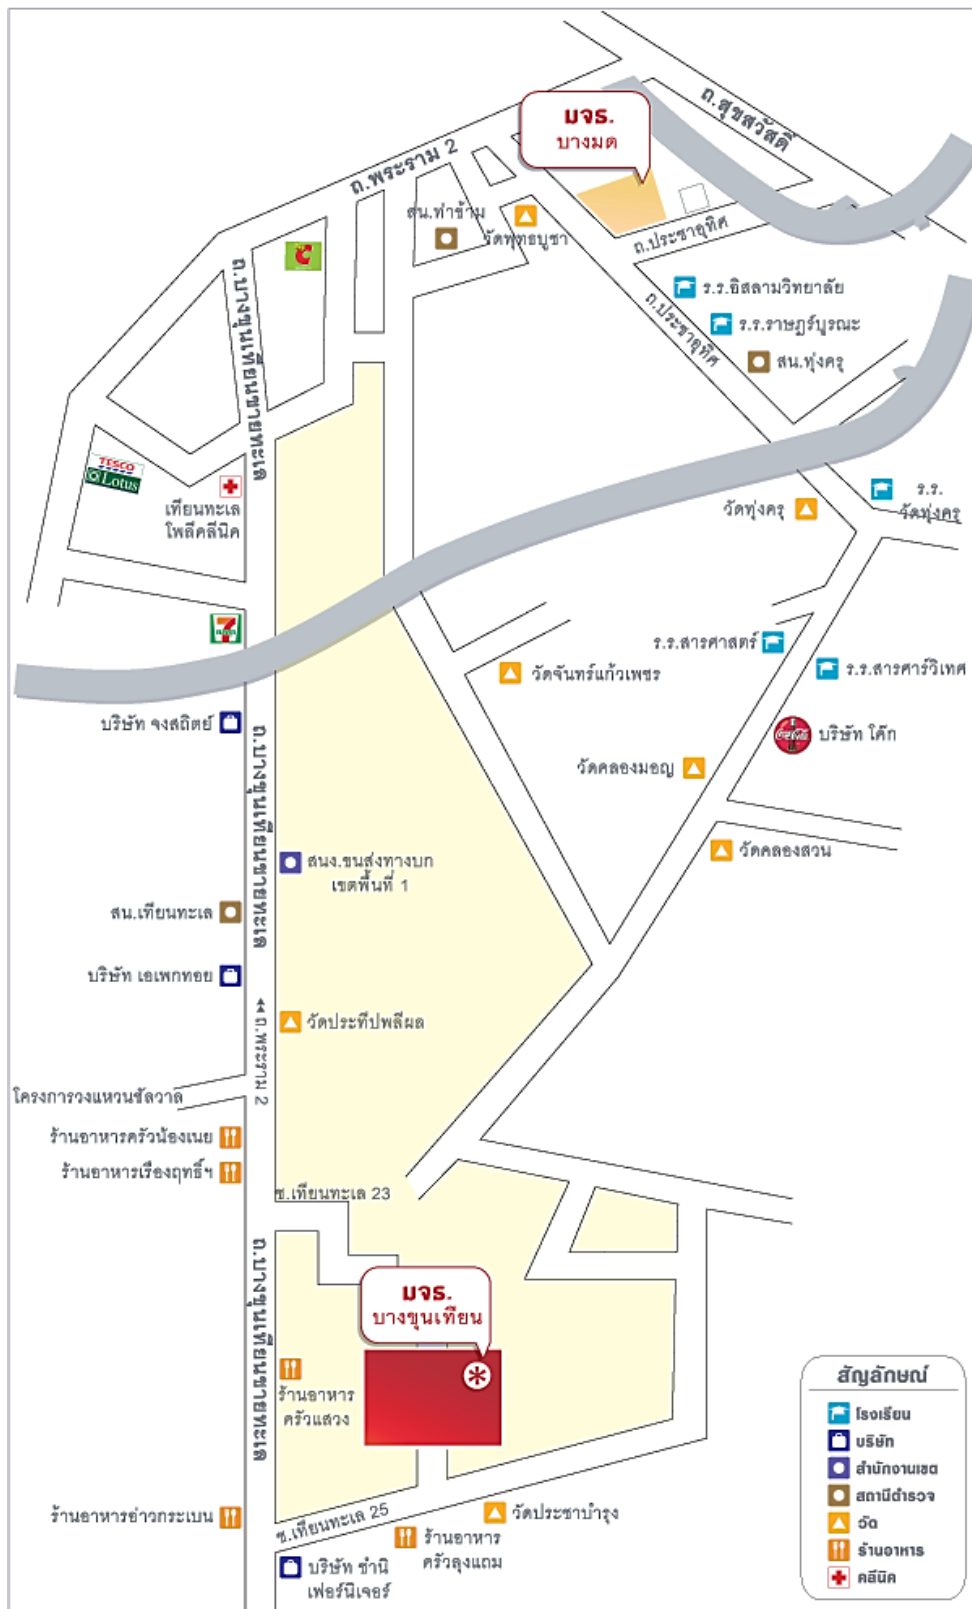 ถ.สุขสวัสดิ์
มจธ.
บางมด
ถ.พระราม 2
สน.ท่าข้าม
วัดพุทธบูชา
ถ.ประชาอุทิศ
ถ.บางขุนเทียนชายทะเล
ร.ร.อิสลามวิทยาลัย
ถ.ประชาอุทิศ
ร.ร.ราษฎร์บูรณะ
สน.ทุ่งครุ
TESCO
Lotus
เทียนทะเล
โพลีคลีนิค
วัดทุ่งครุ
ร.ร.
วัดทุ่งครุ
7
ร.ร.สารศาสตร์
ร.ร.สารศาร์วิเทศ
วัดจันทร์แก้วเพชร
บริษัท จงสถิตย์
Coca-Cola
บริษัท โค๊ก
วัดคลองมอญ
ถ.บางขุนเทียนชายทะเล
วัดคลองสวน
สนง.ขนส่งทางบก
เขตพื้นที่ 1
สน.เทียนทะเล
บริษัท เอเพกทอย
วัดประทีปพลีผล
ถ.พระราม 2
โครงการวงแหวนชัลวาล
ร้านอาหารครัวน้องเนย
ร้านอาหารเรืองฤทธิ์ฯ
ซ.เทียนทะเล 23
ถ.บางขุนเทียนชายทะเล
มจธ.
บางขุนเทียน
ร้านอาหาร
ครัวแสวง
ร้านอาหารอ่าวกระเบน
ซ.เทียนทะเล 25
วัดประชาบำรุง
ร้านอาหาร
ครัวลุงแถม
บริษัท ชำนิ
เฟอร์นิเจอร์
สัญลักษณ์
โรงเรียน
บริษัท
สำนักงานเขต
สถานีตำรวจ
วัด
ร้านอาหาร
คลีนิค